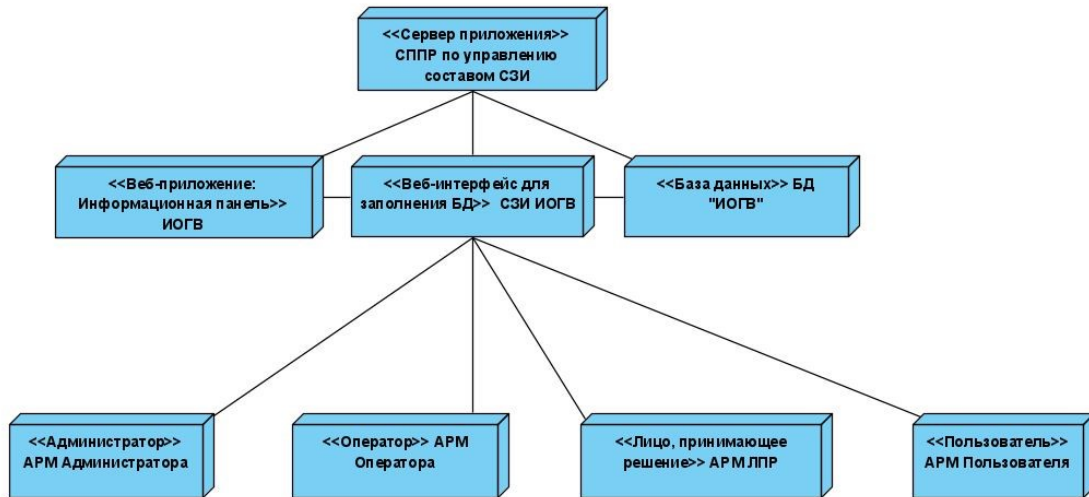 <<Сервер приложения>>
СППР по управлению
составом СЗИ
<<Веб-приложение:
Информационная панель>>
ИОГВ
<<Веб-интерфейс для
заполнения БД>> СЗИ ИОГВ
<<База данных>> БД
"ИОГВ"
<<Администратор>>
АРМ Администратора
<<Оператор>> АРМ
Оператора
<<Лицо, принимающее
решение>> АРМ ЛПР
<<Пользователь>>
АРМ Пользователя